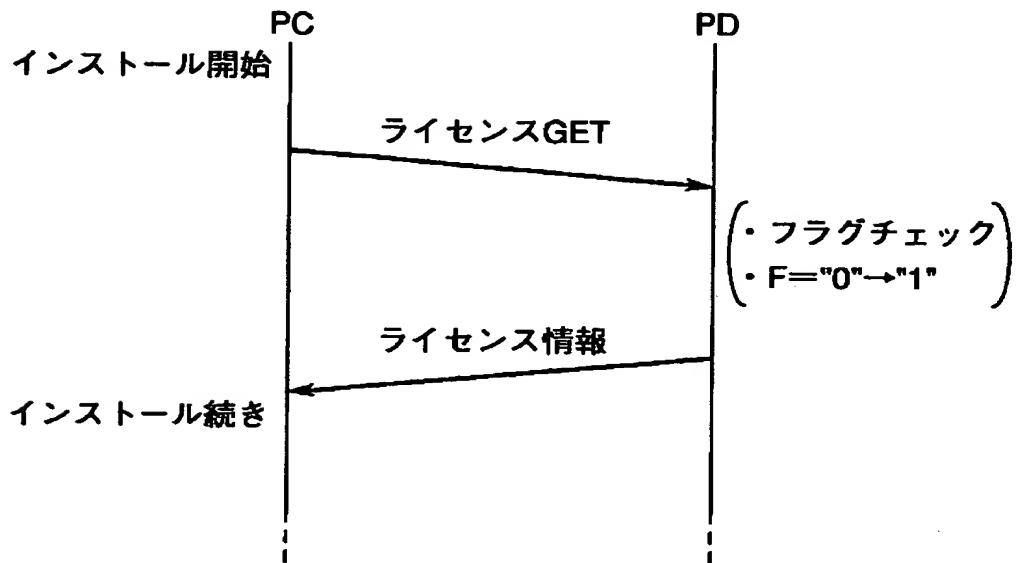 PC
PD
インストール開始
ライセンスGET
・フラグチェック
・F="0"→"1"
ライセンス情報
インストール続き